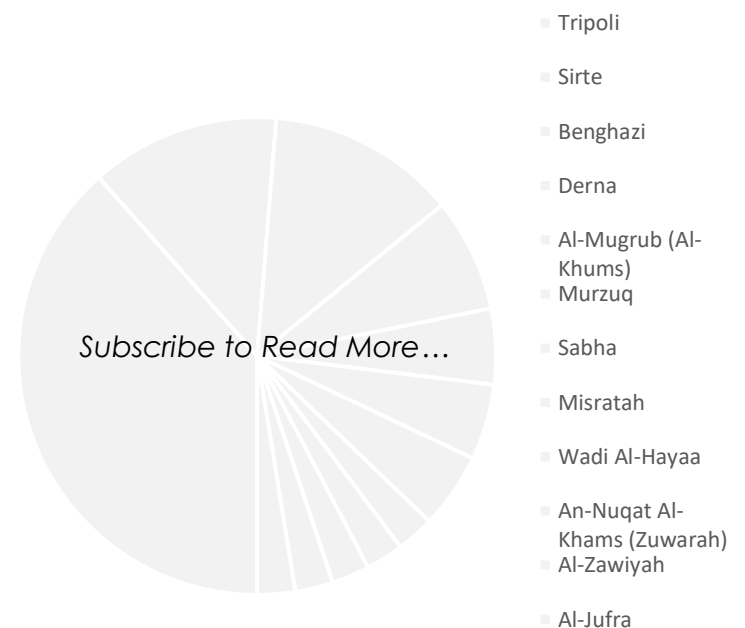 Tripoli
Sirte
Benghazi
Derna
Al-Mugrub (Al-
Khums)
Murzuq
Subscribe to Read More…
Sabha
Misratah
Wadi Al-Hayaa
An-Nuqat Al-
Khams (Zuwarah)
Al-Zawiyah
Al-Jufra